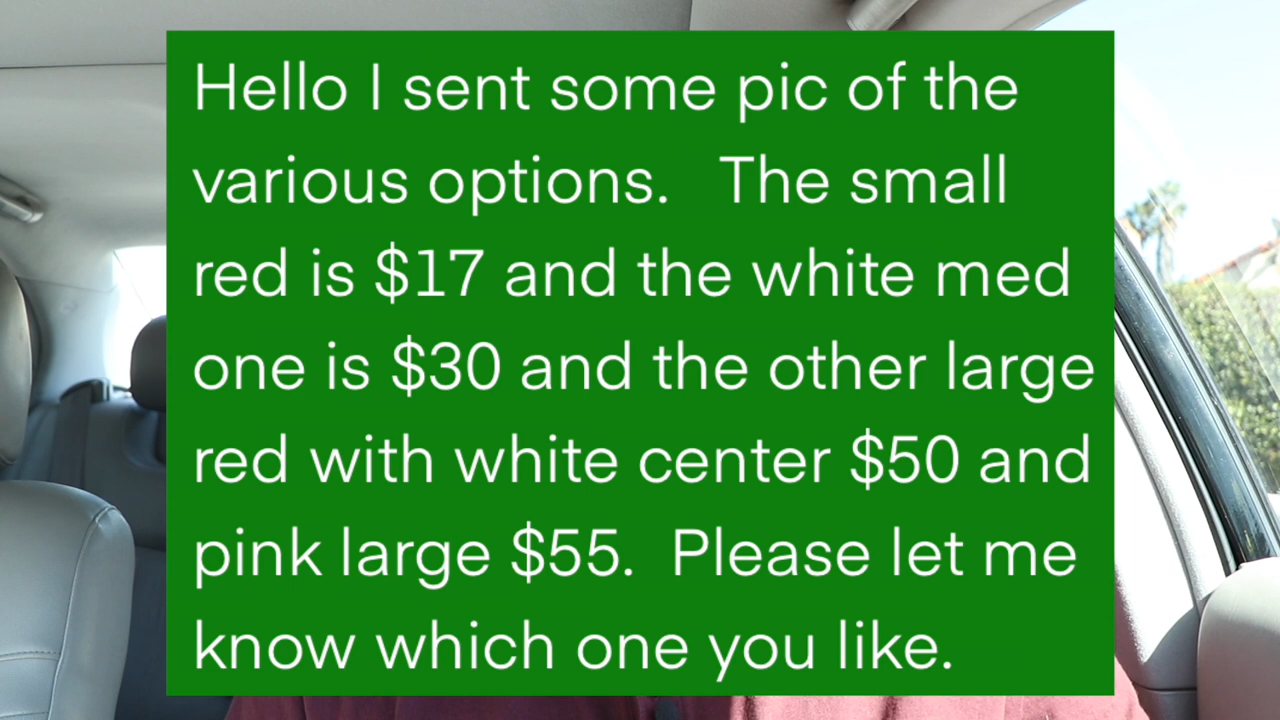 Hello I sent some pic of the
various options.   The small
red is $17 and the white med
one is $30 and the other large
red with white center $50 and
pink large $55.  Please let me
know which one you like.